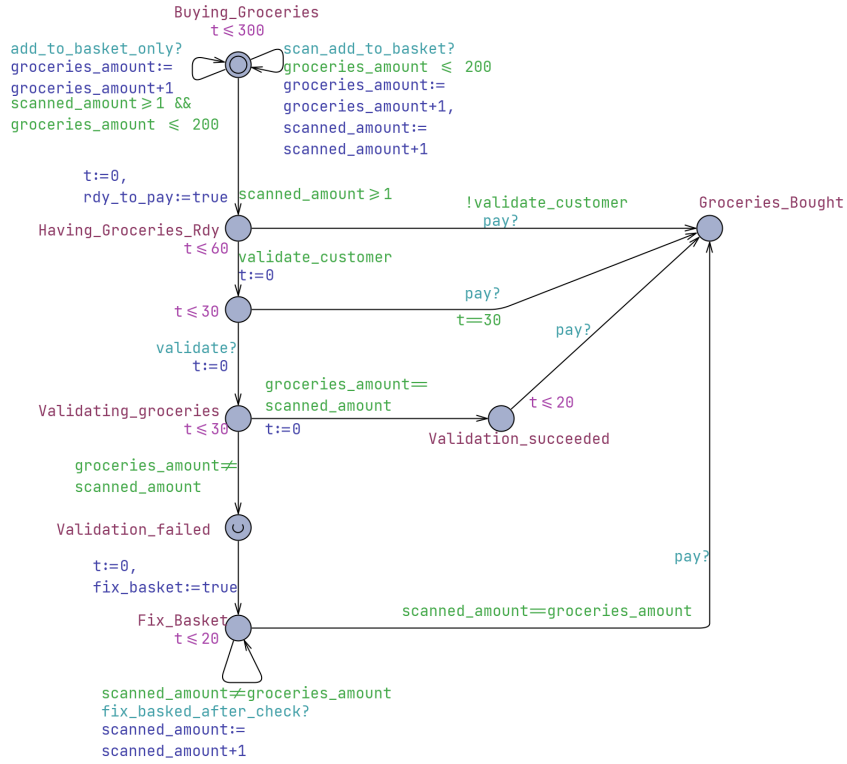 Buying_Groceries
t⩽300
add_to_basket_only?
groceries_amount:=
groceries_amount+1
scanned_amount⩾1 &&
groceries_amount ⩽ 200
scan_add_to_basket?
groceries_amount ⩽ 200
groceries_amount:=
groceries_amount+1,
scanned_amount:=
scanned_amount+1
t:=0,
rdy_to_pay:=true
scanned_amount⩾1
Having_Groceries_Rdy
t⩽60
!validate_customer
pay?
Groceries_Bought
validate_customer
t:=0
t⩽30
pay?
t==30
validate?
t:=0
pay?
Validating_groceries
t⩽30
groceries_amount==
scanned_amount
t:=0
t⩽20
Validation_succeeded
groceries_amount≠
scanned_amount
Validation_failed
t:=0,
fix_basket:=true
pay?
Fix_Basket
t⩽20
scanned_amount==groceries_amount
scanned_amount≠groceries_amount
fix_basked_after_check?
scanned_amount:=
scanned_amount+1